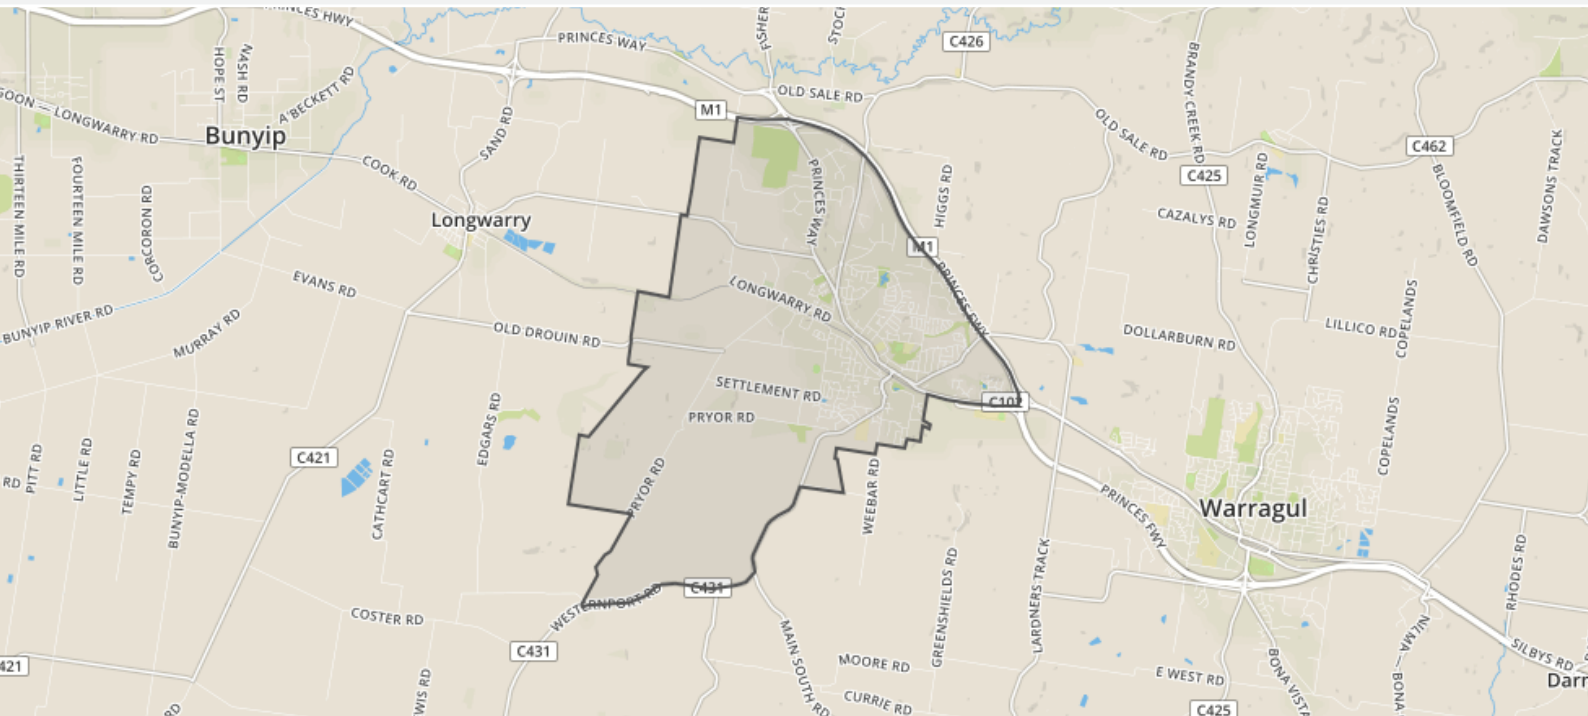 PRINCES HWY
PRINCES WAY
FISHER
STOCK
C426
HOPE ST
NASH RD
A'BECKETT RD
M1
OLD SALE RD
BRANDY CREEK RD
GOON – LONGWARRY RD
Bunyip
SAND RD
OLD SALE RD
C462
COOK RD
C425
THIRTEEN MILE RD
FOURTEEN MILE RD
CORCORON RD
PRINCES WAY
HIGGS RD
LONGMUIR RD
BLOOMFIELD RD
DAWSONS TRACK
Longwarry
CAZALYS RD
CHRISTIES RD
M1
EVANS RD
LONGWARRY RD
PRINCES FWY
COPELANDS
BUNYIP RIVER RD
MURRAY RD
OLD DROUIN RD
DOLLARBURN RD
LILLICO RD
SETTLEMENT RD
PRYOR RD
C102
EDGARS RD
COPELANDS
PITT RD
LITTLE RD
TEMPY RD
BUNYIP-MODELLA RD
C421
CATHCART RD
PRYOR RD
WEEBAR RD
RD
PRINCES FWY
Warragul
C431
WESTERNPORT RD
GREENSHIELDS RD
LARDNERS TRACK
RHODES RD
COSTER RD
MAIN SOUTH RD
NILMA – BONA
SILBYS RD
C431
421
MOORE RD
E WEST RD
BONA VISTA
Darn
WIS RD
CURRIE RD
C425
RD